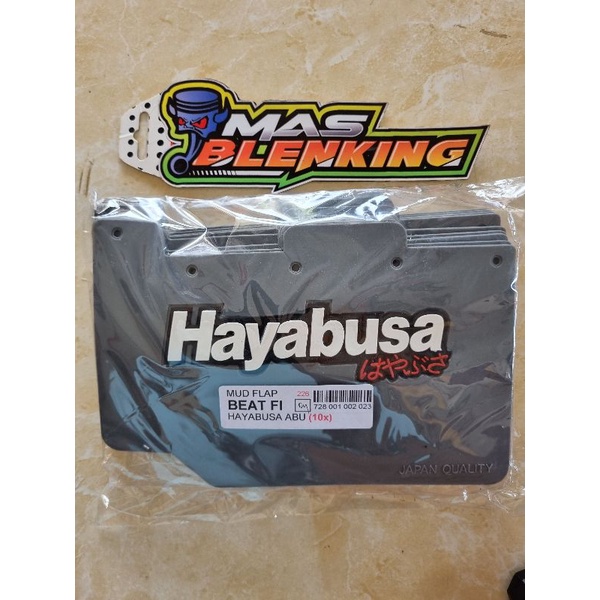 MAS
BLENKING
Hayabusa
はやぶさ
MUD FLAP
228
BEAT FI
728 001 002 023
HAYABUSA ABU (10x)
JAPAN QUALITY